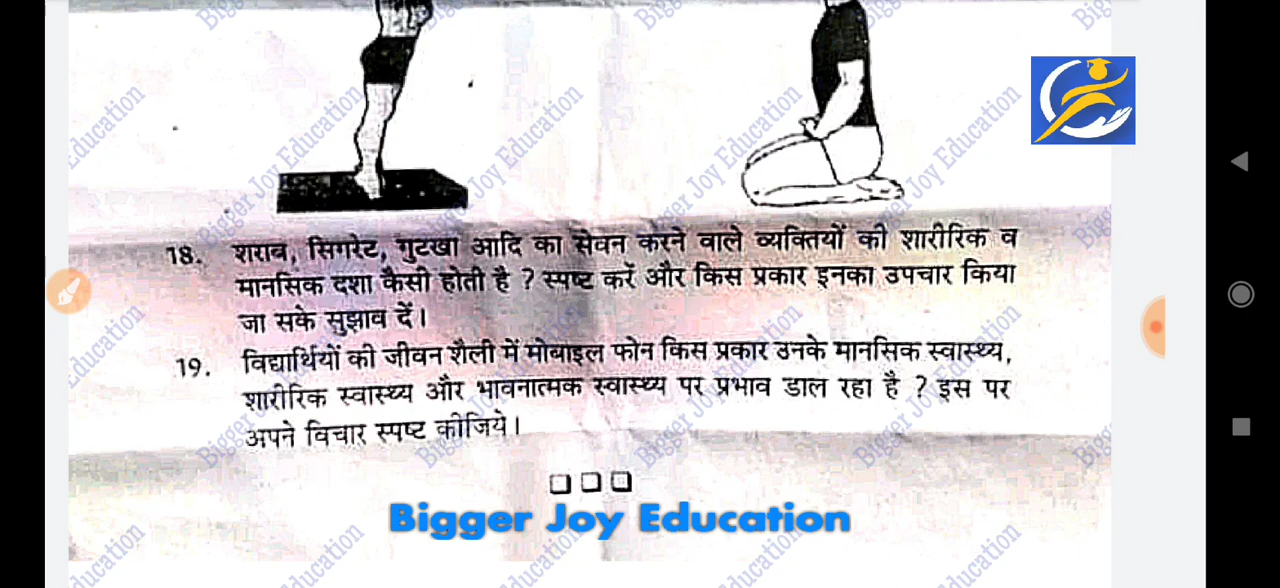 18. शराब, सिगरेट, गुटखा आदि का सेवन करने वाले व्यक्तियों की शारीरिक व
मानसिक दशा कैसी होती है ? स्पष्ट करें और किस प्रकार इनका उपचार किया
जा सके सुझाव दें।
19. विद्यार्थियों की जीवन शैली में मोबाइल फोन किस प्रकार उनके मानसिक स्वास्थ्य,
शारीरिक स्वास्थ्य और भावनात्मक स्वास्थ्य पर प्रभाव डाल रहा है ? इस पर
अपने विचार स्पष्ट कीजिये।
Bigger Joy Education